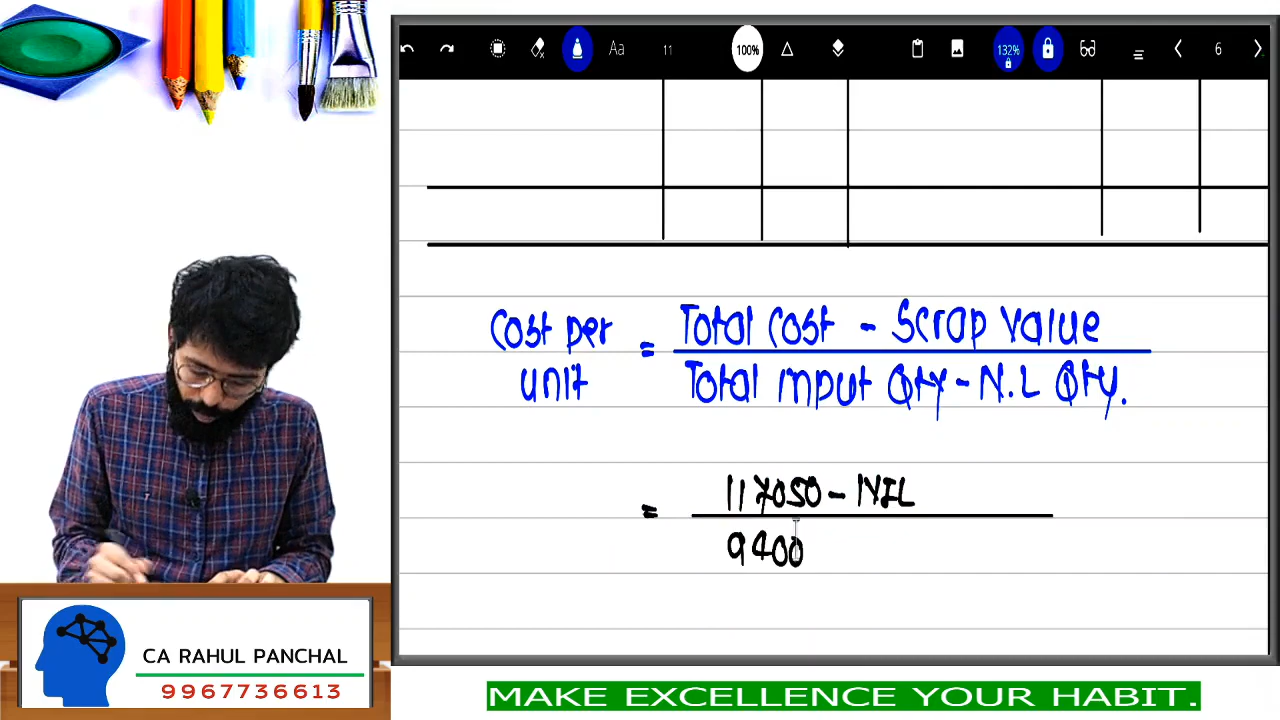 Aa 11 100% 132% 6
Cost per unit = Total Cost - Scrap Value
Total Input Qty - N.L Qty.
= 117050 - NIL
9400
CA RAHUL PANCHAL
9967736613
MAKE EXCELLENCE YOUR HABIT.